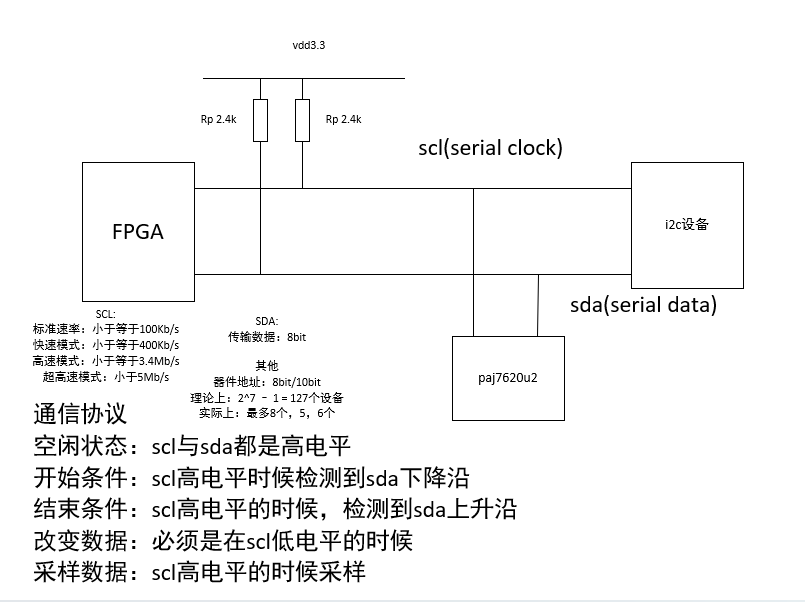 vdd3.3
Rp 2.4k
Rp 2.4k
scl(serial clock)
FPGA
i2c设备
sda(serial data)
SCL:
标准速率：小于等于100Kb/s
快速模式：小于等于400Kb/s
高速模式：小于等于3.4Mb/s
超高速模式：小于5Mb/s
SDA:
传输数据：8bit
其他
器件地址：8bit/10bit
理论上：2^7 － 1 = 127个设备
实际上：最多8个，5，6个
paj7620u2
通信协议
空闲状态：scl与sda都是高电平
开始条件：scl高电平时候检测到sda下降沿
结束条件：scl高电平的时候，检测到sda上升沿
改变数据：必须是在scl低电平的时候
采样数据：scl高电平的时候采样